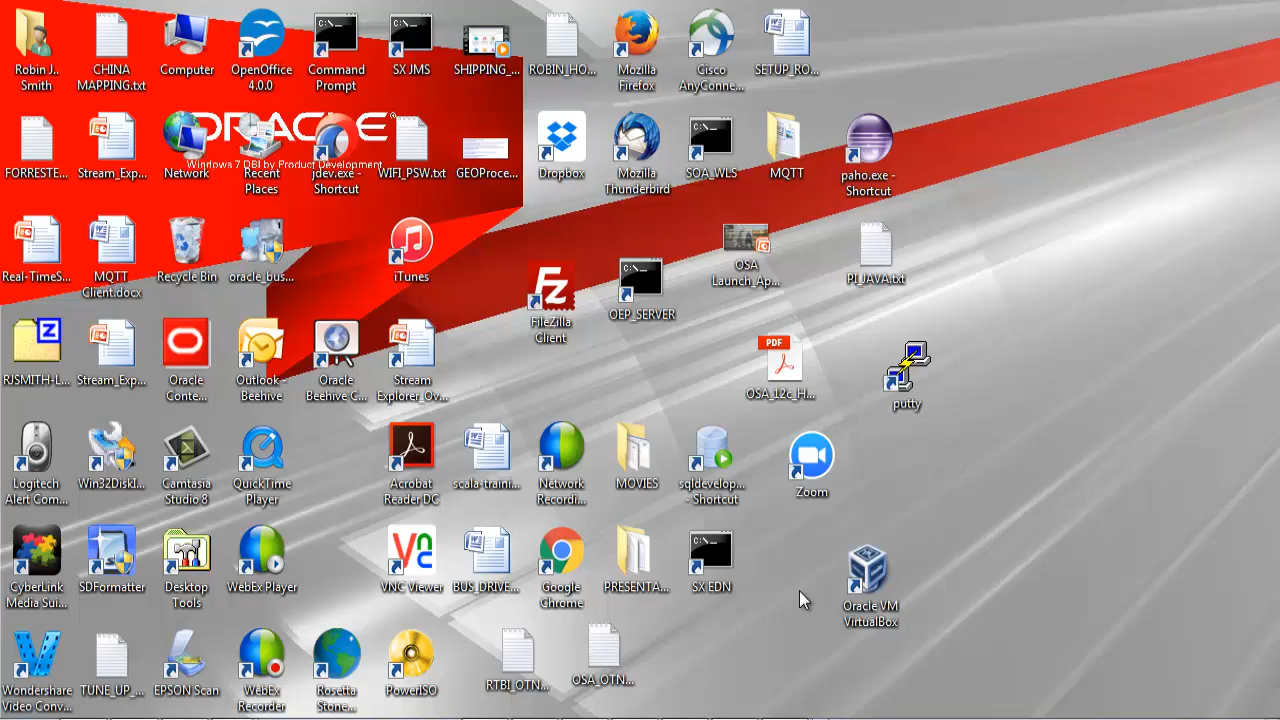 Robin J.. Smith
CHINA MAPPING.txt
Computer
OpenOffice 4.0.0
Command Prompt
SX JMS
SHIPPING_...
ROBIN_HO...
Mozilla Firefox
Cisco AnyConne...
SETUP_RO...
ORACLE®
Windows 7 DBI by Product Development
FORRESTE...
Stream_Exp...
Network
Recent Places
jdev.exe - Shortcut
WIFI_PSW.txt
GEOProce...
Dropbox
Mozilla Thunderbird
SOA_WLS
MQTT
paho.exe - Shortcut
Real-TimeS...
MQTT Client.docx
Recycle Bin
oracle_bus...
iTunes
FileZilla Client
OEP_SERVER
OSA Launch_Ap...
PI_JAVA.txt
RJSMITH-L...
Stream_Exp...
Oracle Conte...
Outlook - Beehive
Oracle Beehive C...
Stream Explorer_Ov...
PDF
OSA_12c_H...
putty
Logitech Alert Com...
Win32DiskI...
Camtasia Studio 8
QuickTime Player
Acrobat Reader DC
scala-traini...
Network Recordi...
MOVIES
sqldevelop... - Shortcut
Zoom
CyberLink Media Sui...
SDFormatter
Desktop Tools
WebEx Player
VNC Viewer
BUS_DRIVE...
Google Chrome
PRESENTA...
SX EDN
Oracle VM VirtualBox
Wondershare Video Conv...
TUNE_UP_...
EPSON Scan
WebEx Recorder
Rosetta Stone...
PowerISO
RTBI_OTN...
OSA_OTN...